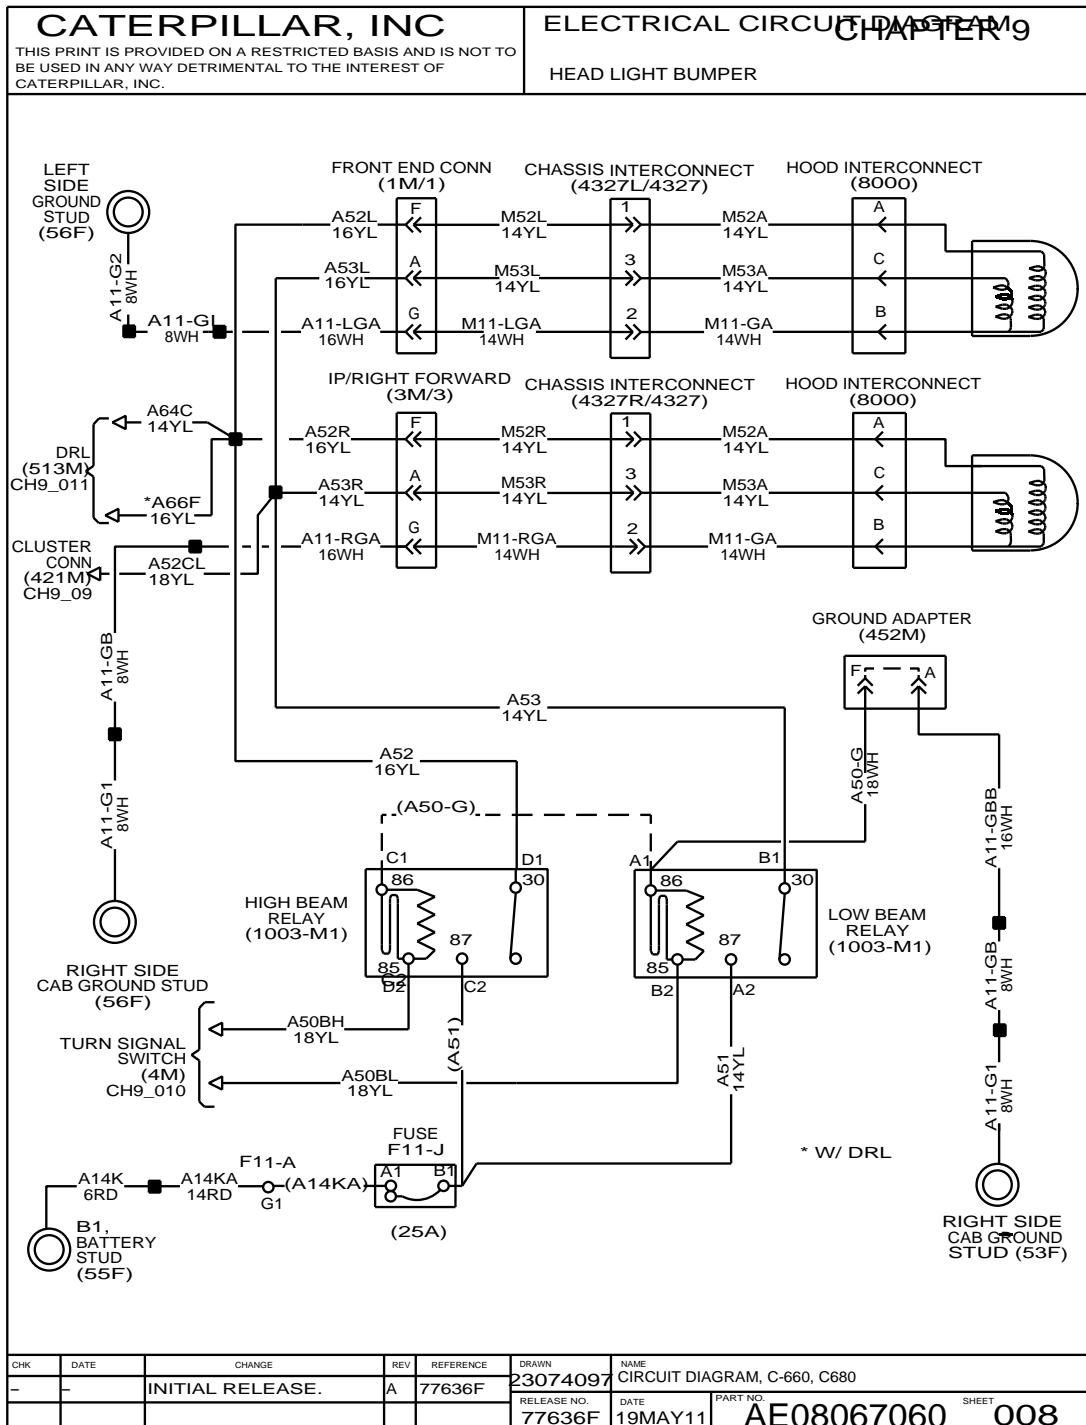 CATERPILLAR, INC
THIS PRINT IS PROVIDED ON A RESTRICTED BASIS AND IS NOT TO
BE USED IN ANY WAY DETRIMENTAL TO THE INTEREST OF
CATERPILLAR, INC.
ELECTRICAL CIRCUIT DIAGRAM
CHAPTER 9
HEAD LIGHT BUMPER
LEFT
SIDE
GROUND
STUD
(56F)
A11-G2
8WH
A11-GL
8WH
FRONT END CONN
(1M/1)
CHASSIS INTERCONNECT
(4327L/4327)
HOOD INTERCONNECT
(8000)
A52L
16YL
F
M52L
14YL
1
M52A
14YL
A
A53L
16YL
A
M53L
14YL
3
M53A
14YL
C
A11-LGA
16WH
G
M11-LGA
14WH
2
M11-GA
14WH
B
IP/RIGHT FORWARD
(3M/3)
CHASSIS INTERCONNECT
(4327R/4327)
HOOD INTERCONNECT
(8000)
A64C
14YL
DRL
(513M)
CH9_011
*A66F
16YL
A52R
16YL
F
M52R
14YL
1
M52A
14YL
A
A53R
14YL
A
M53R
14YL
3
M53A
14YL
C
A11-RGA
16WH
G
M11-RGA
14WH
2
M11-GA
14WH
B
CLUSTER
CONN
(421M)
CH9_09
A52CL
18YL
A11-GB
8WH
A11-G1
8WH
GROUND ADAPTER
(452M)
F
A
A53
14YL
A52
16YL
(A50-G)
A50-G
18WH
A11-GBB
16WH
C1
D1
A1
B1
86
30
86
30
HIGH BEAM
RELAY
(1003-M1)
LOW BEAM
RELAY
(1003-M1)
87
85
C2
D2
C2
87
85
B2
A2
RIGHT SIDE
CAB GROUND STUD
(56F)
A11-GB
8WH
TURN SIGNAL
SWITCH
(4M)
CH9_010
A50BH
18YL
(A51)
A50BL
18YL
A51
14YL
A11-G1
8WH
FUSE
F11-J
* W/ DRL
A14K
6RD
A14KA
14RD
F11-A
G1
(A14KA)
A1
B1
(25A)
B1,
BATTERY
STUD
(55F)
RIGHT SIDE
CAB GROUND
STUD (53F)
CHK
DATE
CHANGE
REV
REFERENCE
DRAWN
23074097
NAME
CIRCUIT DIAGRAM, C-660, C680
–
–
INITIAL RELEASE.
A
77636F
RELEASE NO.
77636F
DATE
19MAY11
PART NO.
AE08067060
SHEET
008